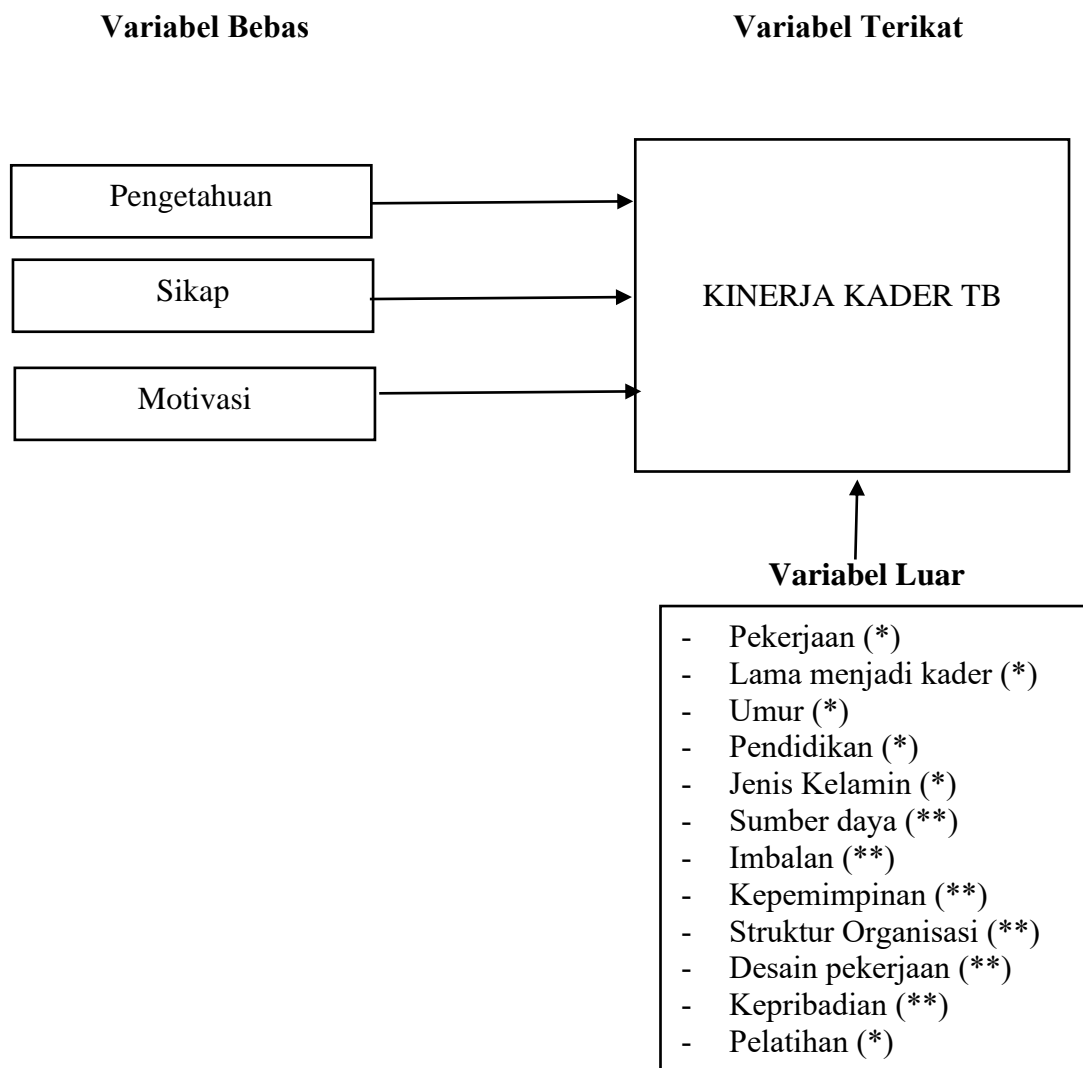 Variabel Bebas
Variabel Terikat
Pengetahuan
Sikap
Motivasi
KINERJA KADER TB
Variabel Luar
- Pekerjaan (*)
- Lama menjadi kader (*)
- Umur (*)
- Pendidikan (*)
- Jenis Kelamin (*)
- Sumber daya (**)
- Imbalan (**)
- Kepemimpinan (**)
- Struktur Organisasi (**)
- Desain pekerjaan (**)
- Kepribadian (**)
- Pelatihan (*)